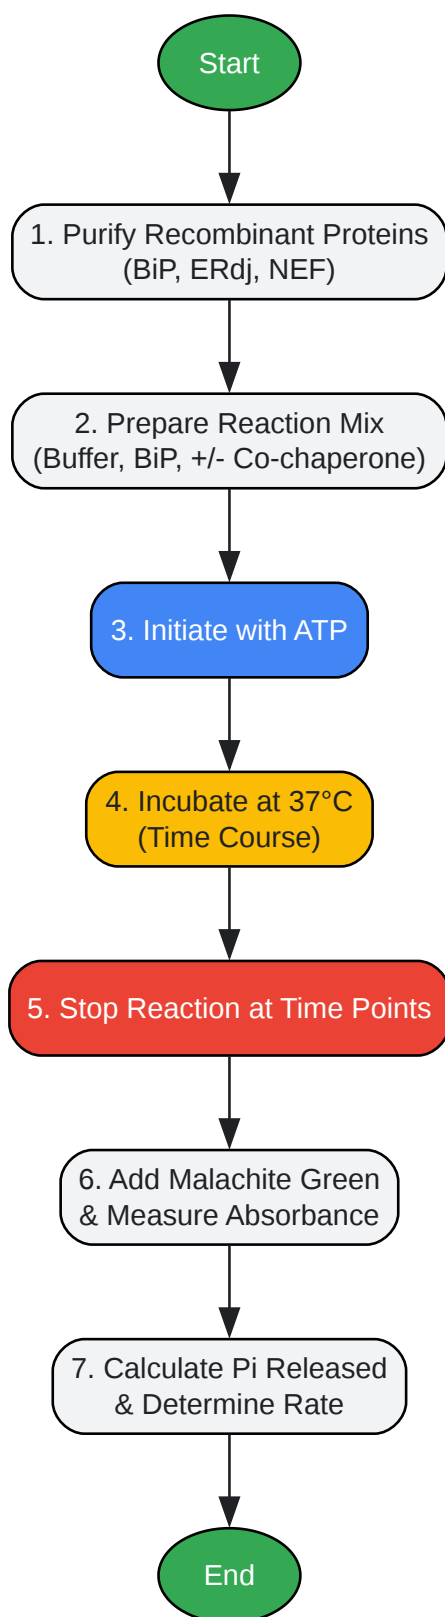 Start
1. Purify Recombinant Proteins
(BiP, ERdj, NEF)
2. Prepare Reaction Mix
(Buffer, BiP, +/- Co-chaperone)
3. Initiate with ATP
4. Incubate at 37°C
(Time Course)
5. Stop Reaction at Time Points
6. Add Malachite Green
& Measure Absorbance
7. Calculate Pi Released
& Determine Rate
End